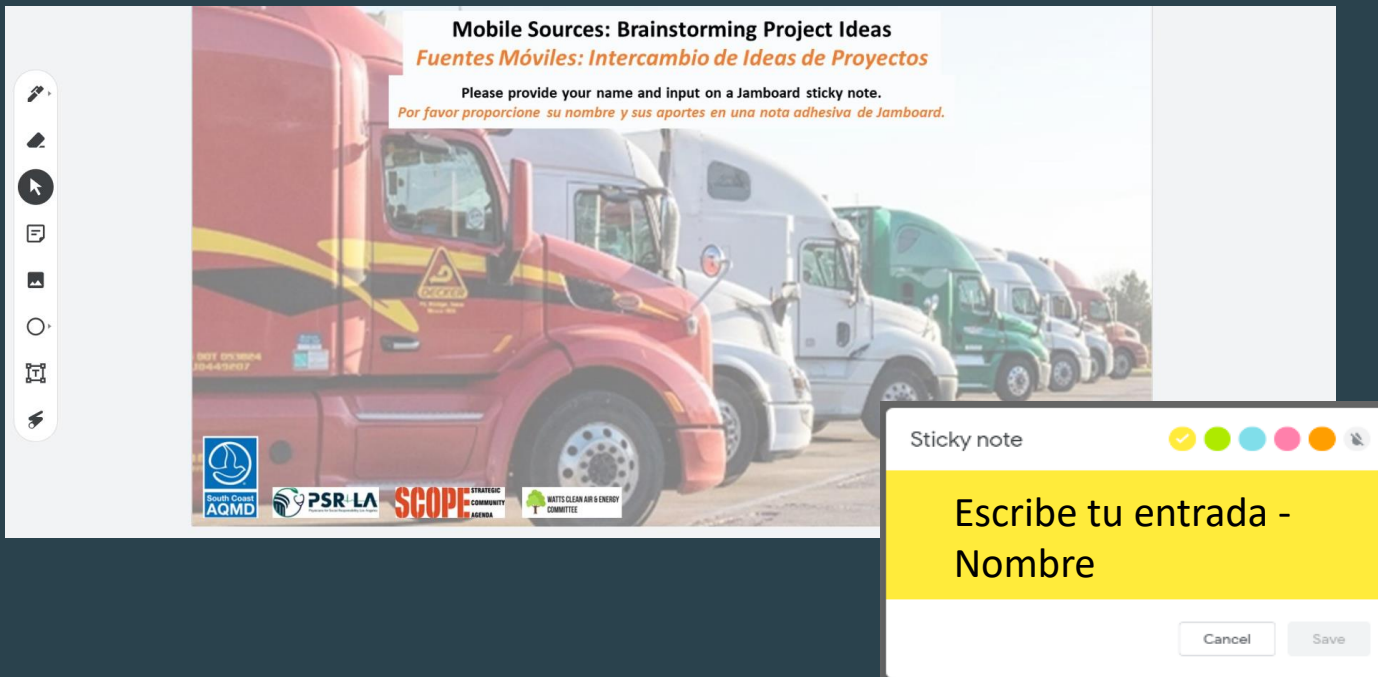 Mobile Sources: Brainstorming Project Ideas
Fuentes Móviles: Intercambio de Ideas de Proyectos
Please provide your name and input on a Jamboard sticky note.
Por favor proporcione su nombre y sus aportes en una nota adhesiva de Jamboard.
DECKER
South Coast
AQMD
PSR-LA
SCOPE
STRATEGIC
COMMUNITY
AGENDA
WATTS CLEAN AIR & ENERGY
COMMITTEE
Sticky note
Escribe tu entrada -
Nombre
Cancel
Save